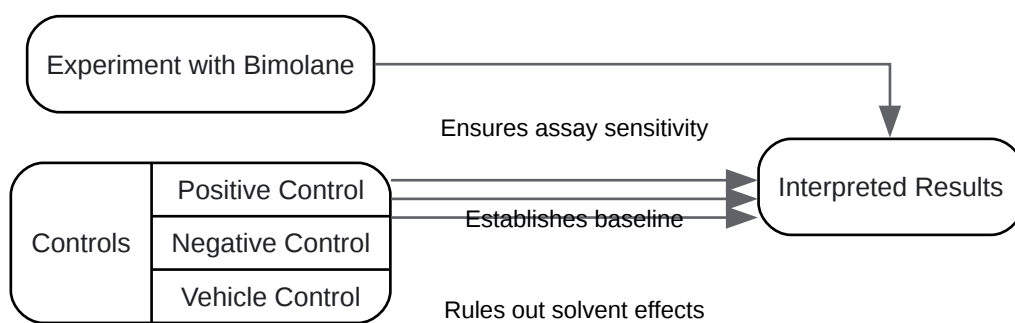 Experiment with Bimolane
Ensures assay sensitivity
Interpreted Results
Controls
Positive Control
Negative Control
Vehicle Control
Establishes baseline
Rules out solvent effects